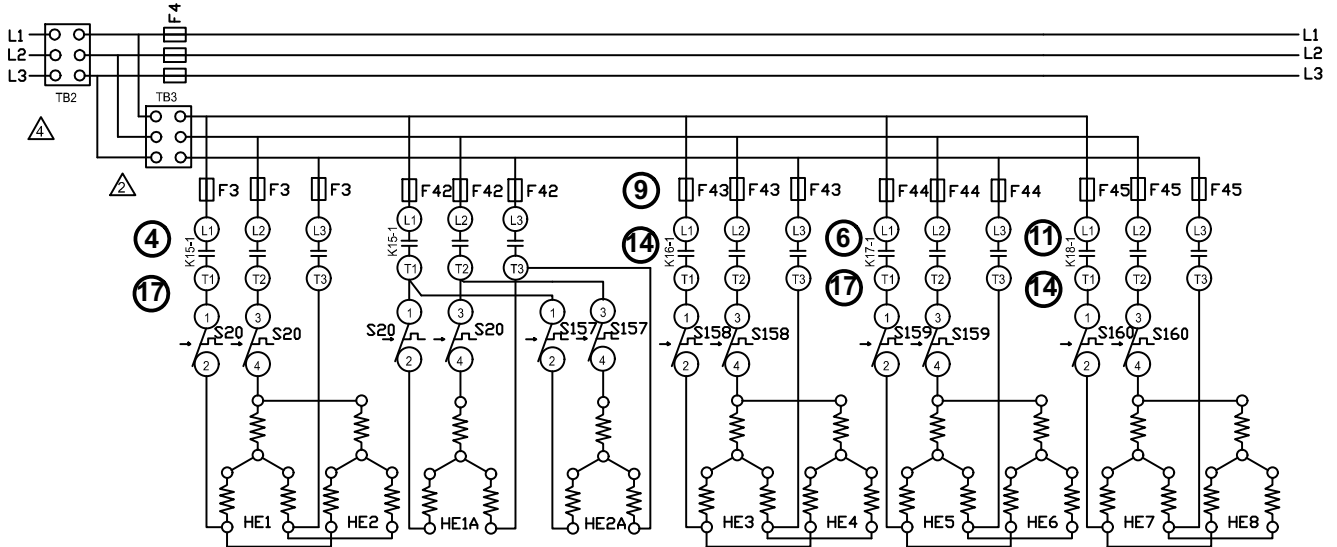 F4
L1 L1
L2 L2
L3 L3
TB2 TB3
4
2
F3 F3 F3 F42 F42 F42 9 F43 F43 F43 F44 F44 F44 F45 F45 F45
L1 L2 L3 L1 L2 L3 L1 L2 L3 L1 L2 L3 L1 L2 L3
4 K15-1 K15-1 14 K16-1 6 K17-1 11 K18-1
T1 T2 T3 T1 T2 T3 T1 T2 T3 T1 T2 T3 T1 T2 T3
17 17 14
1 3 1 3 1 3 1 3 1 3 1 3
S20 S20 S20 S20 S157 S157 S158 S158 S159 S159 S160 S160
2 4 2 4 2 4 2 4 2 4 2 4
HE1 HE2 HE1A HE2A HE3 HE4 HE5 HE6 HE7 HE8